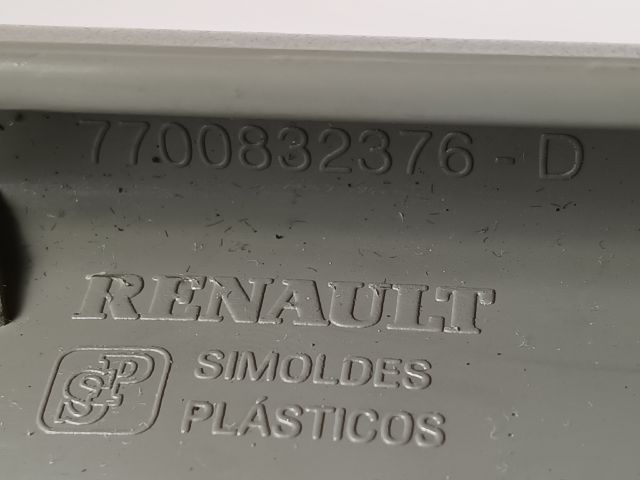 7700832376-D
RENAULT
SP SIMOLDES
PLÁSTICOS